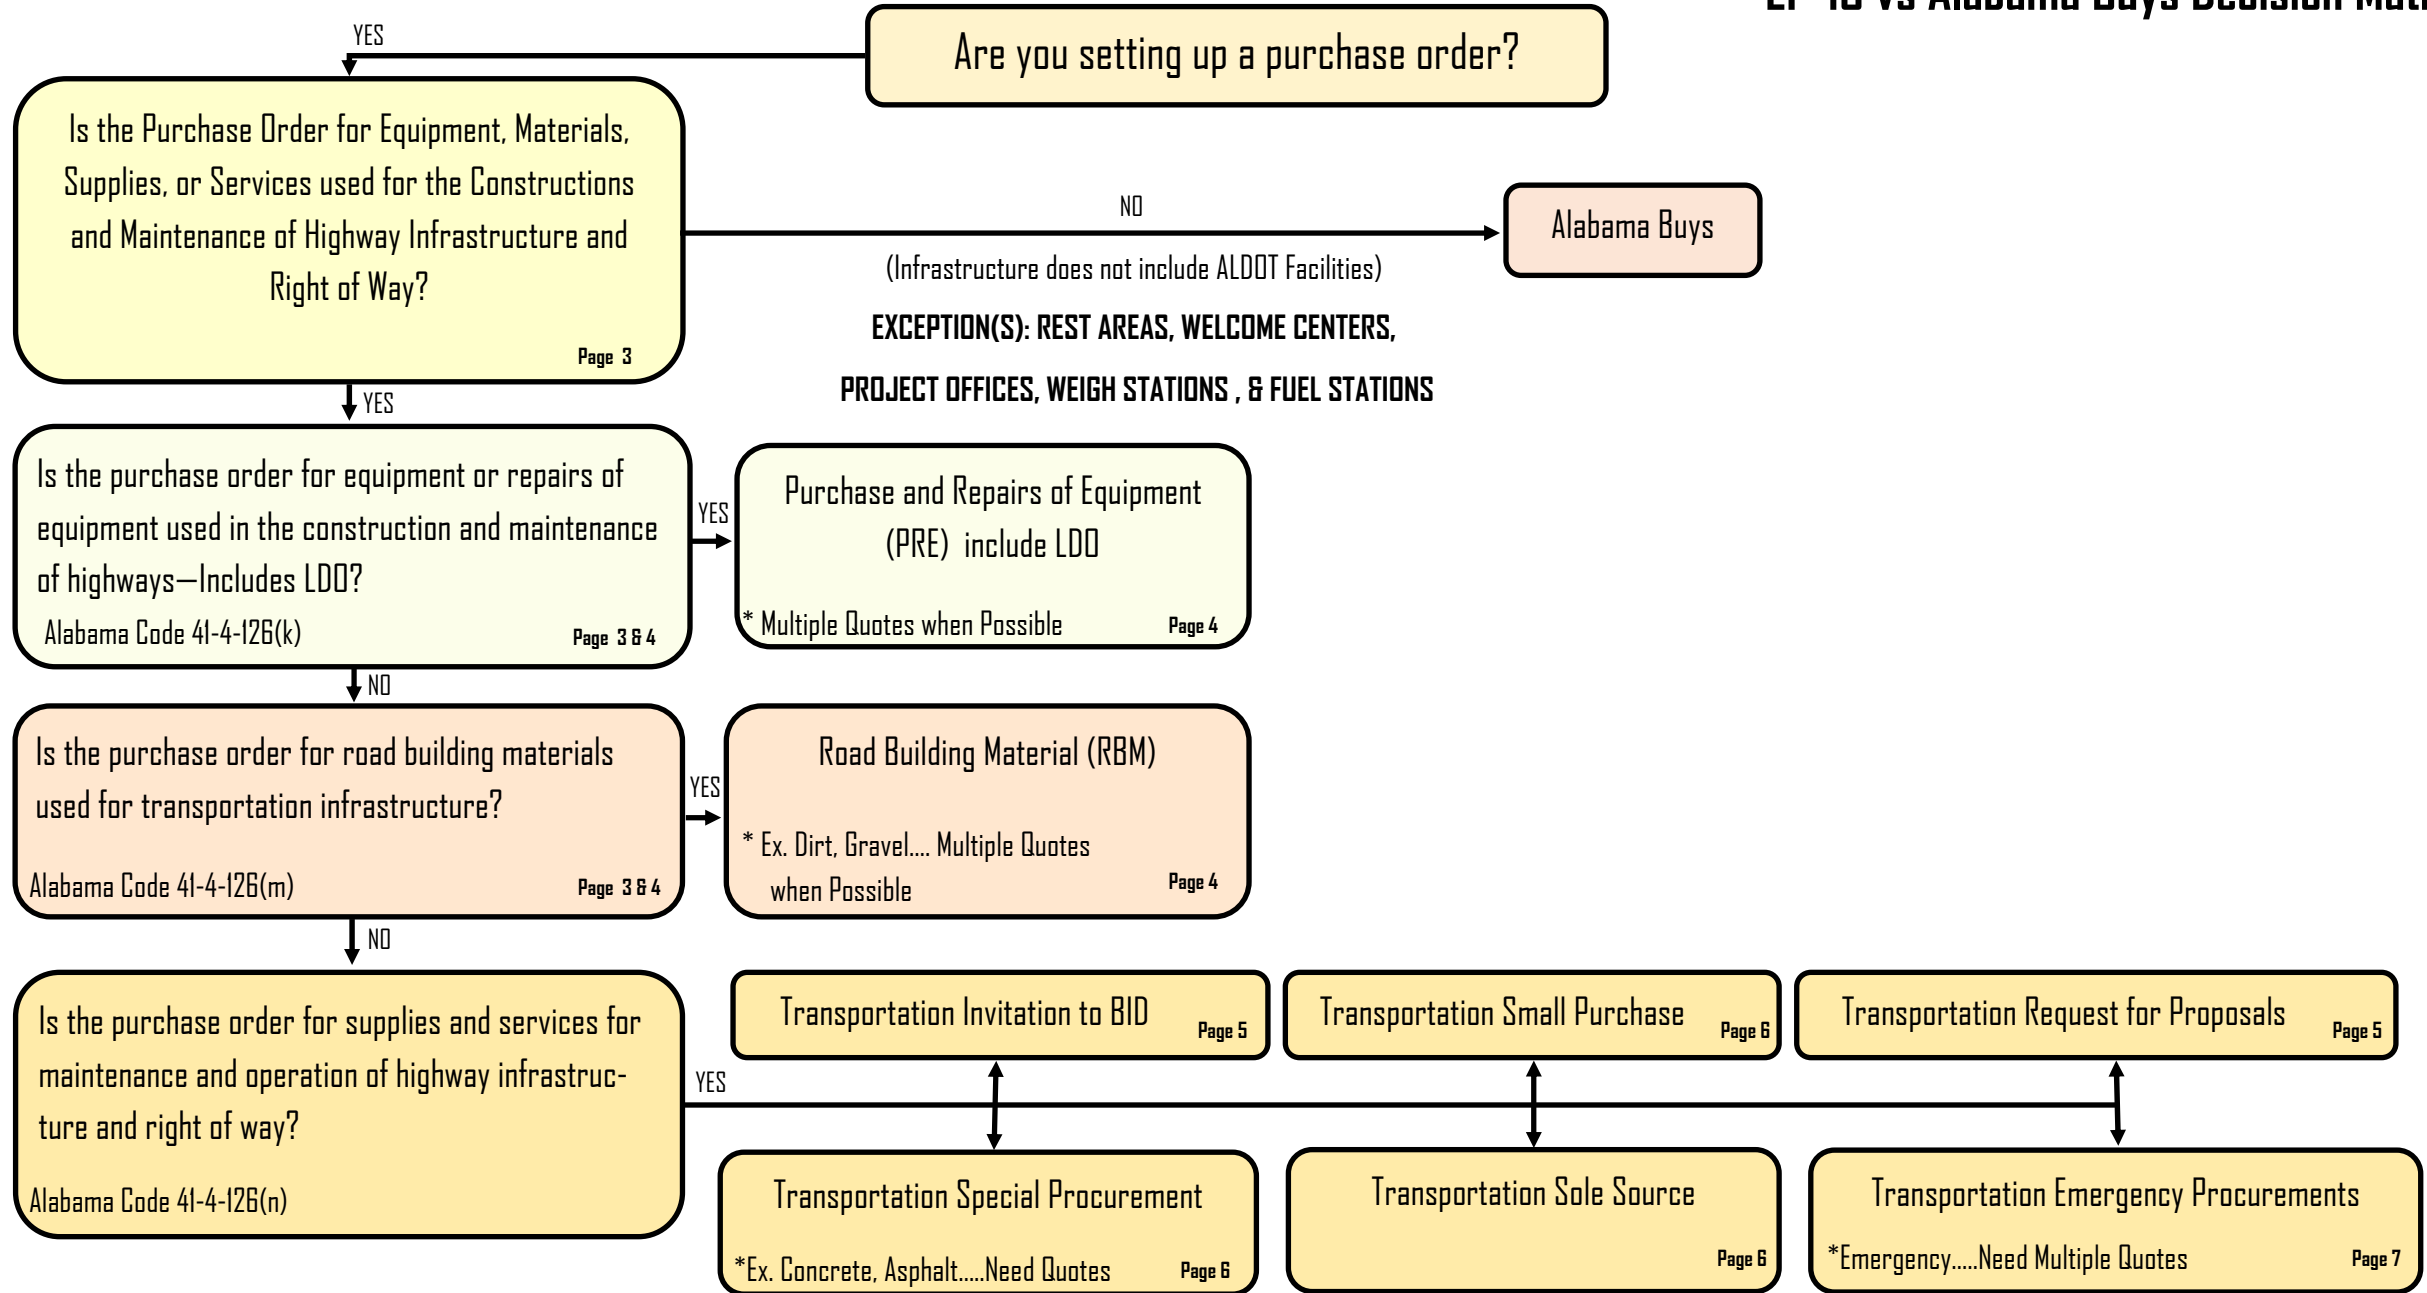 Vs Alabama Buys Decision
Are you setting up a purchase order?
YES
Is the Purchase Order for Equipment, Materials,
Supplies, or Services used for the Constructions
and Maintenance of Highway Infrastructure and
Right of Way?
Page 3
NO
(Infrastructure does not include ALDOT Facilities)
EXCEPTION(S): REST AREAS, WELCOME CENTERS,
PROJECT OFFICES, WEIGH STATIONS , & FUEL STATIONS
Alabama Buys
YES
Is the purchase order for equipment or repairs of
equipment used in the construction and maintenance
of highways—Includes LDO?
Alabama Code 41-4-126(k)
Page 3 & 4
YES
Purchase and Repairs of Equipment
(PRE) include LDO
* Multiple Quotes when Possible
Page 4
NO
Is the purchase order for road building materials
used for transportation infrastructure?
Alabama Code 41-4-126(m)
Page 3 & 4
YES
Road Building Material (RBM)
* Ex. Dirt, Gravel.... Multiple Quotes
when Possible
Page 4
NO
Is the purchase order for supplies and services for
maintenance and operation of highway infrastruc-
ture and right of way?
Alabama Code 41-4-126(n)
YES
Transportation Invitation to BID
Page 5
Transportation Small Purchase
Page 6
Transportation Request for Proposals
Page 5
Transportation Special Procurement
*Ex. Concrete, Asphalt.....Need Quotes
Page 6
Transportation Sole Source
Page 6
Transportation Emergency Procurements
*Emergency.....Need Multiple Quotes
Page 7